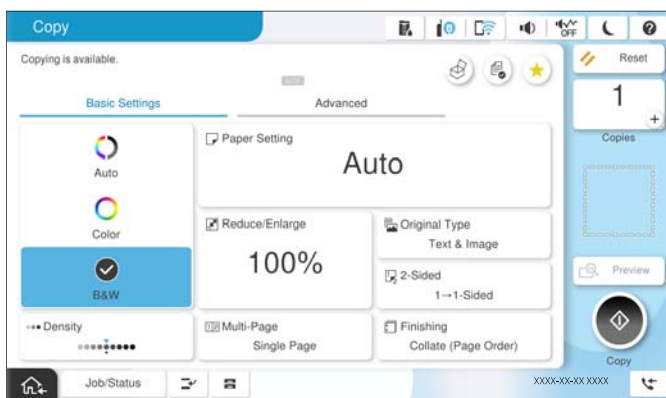 Copy
OFF
Copying is available.
Reset
Basic Settings
Advanced
1
Copies
Auto
Paper Setting
Auto
Color
Reduce/Enlarge
100%
Original Type
Text & Image
B&W
2-Sided
1→1-Sided
Preview
Density
Multi-Page
Single Page
Finishing
Collate (Page Order)
Copy
Job/Status
XXXX-XX-XX XXXX